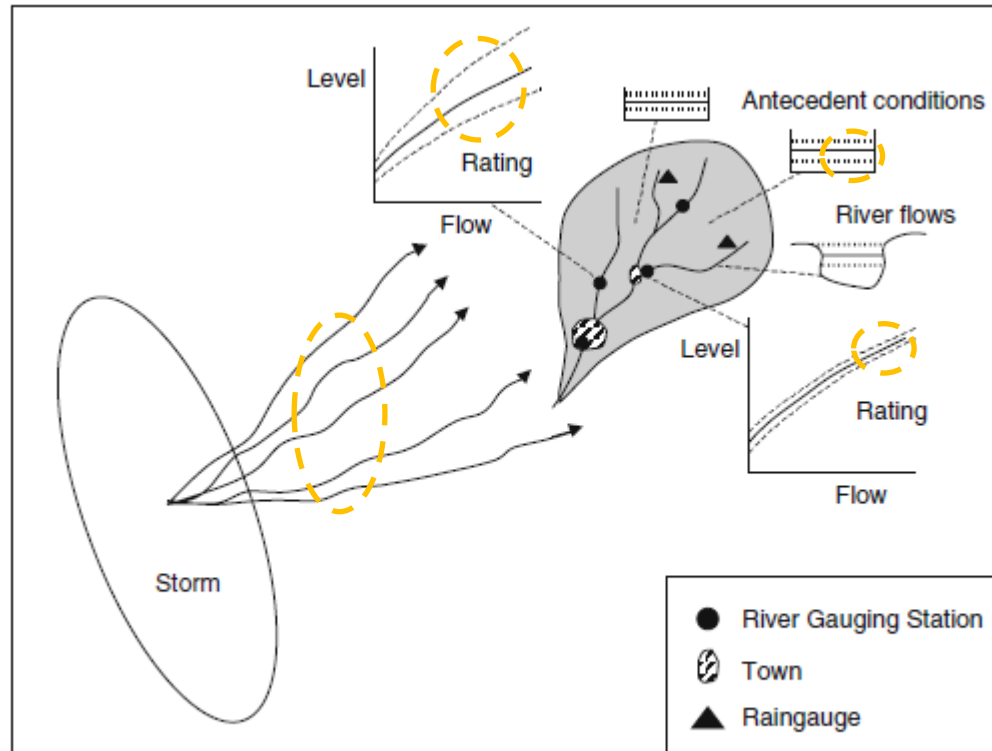 Level
Rating
Flow
Antecedent conditions
River flows
Level
Rating
Flow
Storm
River Gauging Station
Town
Raingauge